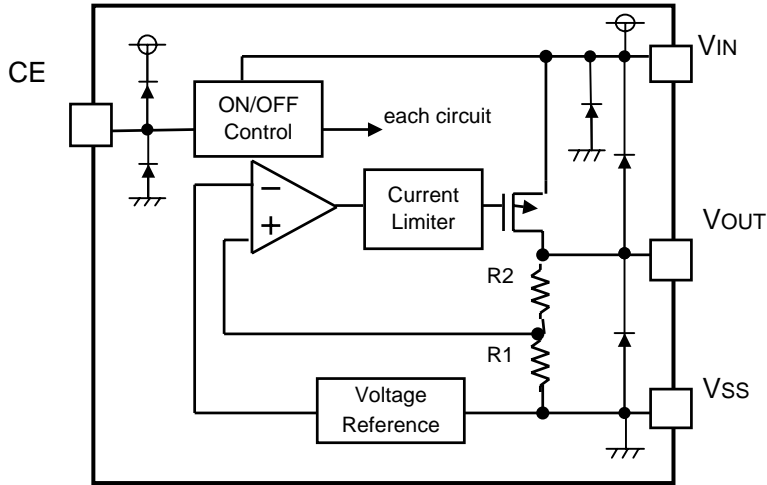 CE
VIN
ON/OFF
Control
each circuit
−
+
Current
Limiter
VOUT
R2
R1
Voltage
Reference
VSS